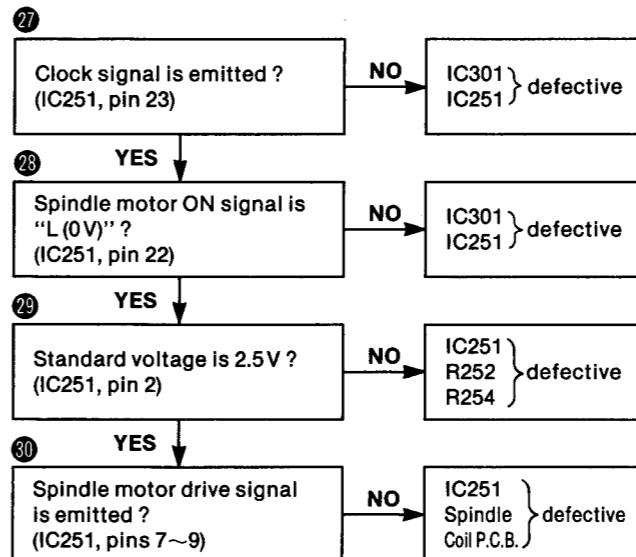 27
Clock signal is emitted ?
(IC251, pin 23)
NO
IC301
IC251
defective
YES
28
Spindle motor ON signal is
“L (0V)” ?
(IC251, pin 22)
NO
IC301
IC251
defective
YES
29
Standard voltage is 2.5V ?
(IC251, pin 2)
NO
IC251
R252
R254
defective
YES
30
Spindle motor drive signal
is emitted ?
(IC251, pins 7~9)
NO
IC251
Spindle
Coil P.C.B.
defective